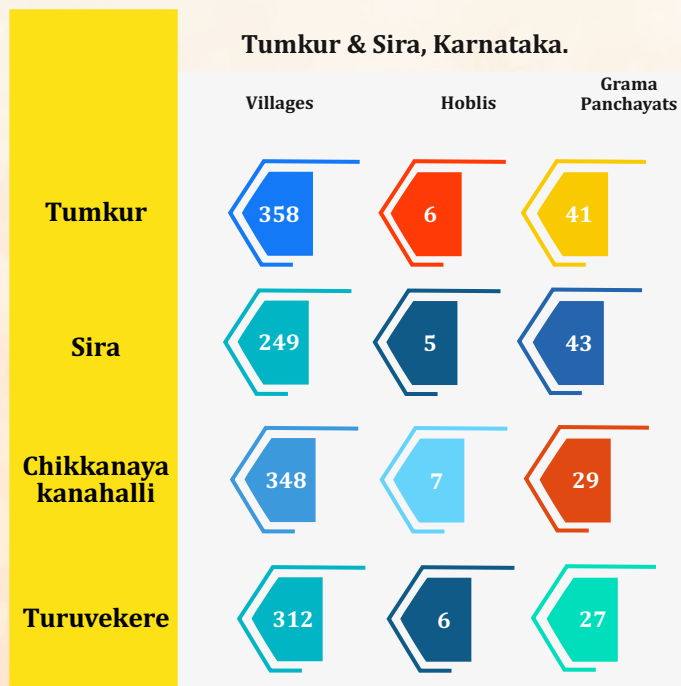 Tumkur & Sira, Karnataka.
Villages
Hoblis
Grama
Panchayats
Tumkur
358
6
41
Sira
249
5
43
Chikkanaya
kanahalli
348
7
29
Turuvekere
312
6
27